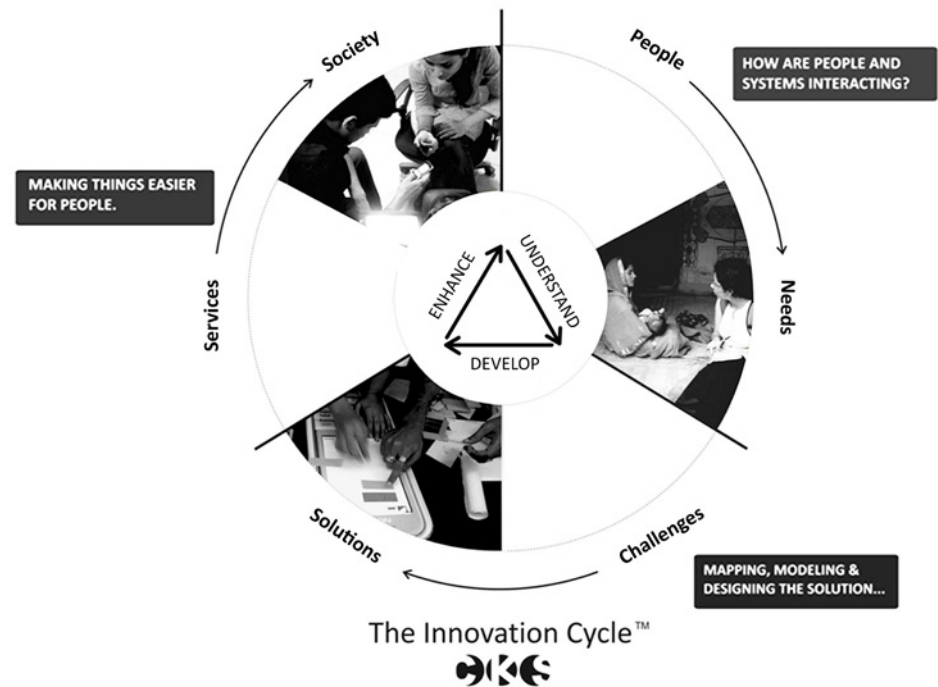 Society
People
HOW ARE PEOPLE AND
SYSTEMS INTERACTING?
MAKING THINGS EASIER
FOR PEOPLE.
ENHANCE
UNDERSTAND
DEVELOP
Services
Needs
Solutions
Challenges
MAPPING, MODELING &
DESIGNING THE SOLUTION...
The Innovation Cycle™
CKS